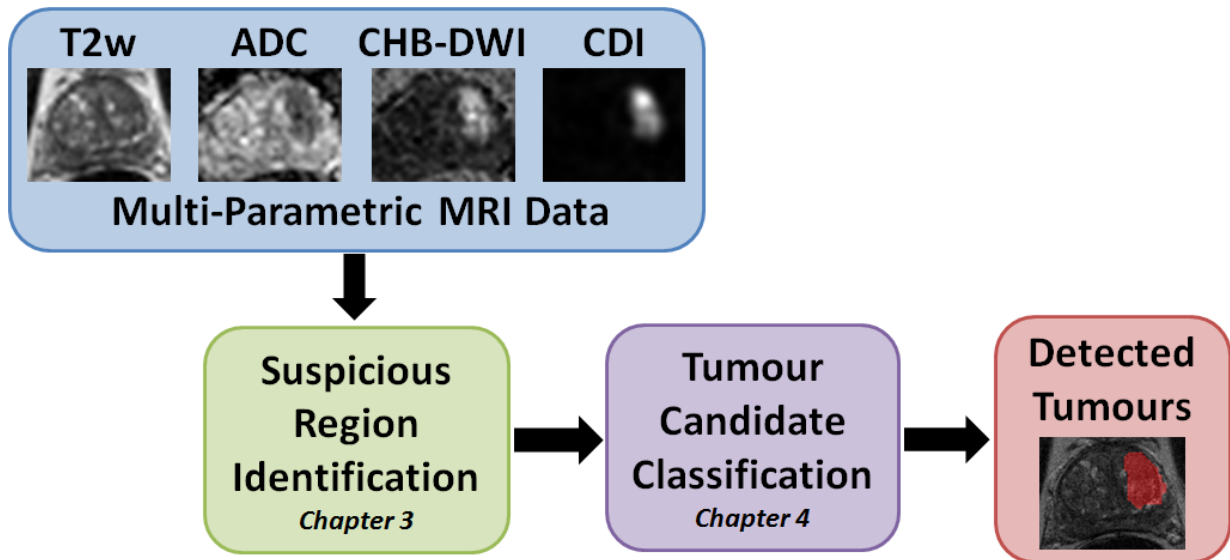 T2w ADC CHB-DWI CDI
Multi-Parametric MRI Data
Suspicious
Region
Identification
Chapter 3
Tumour
Candidate
Classification
Chapter 4
Detected
Tumours